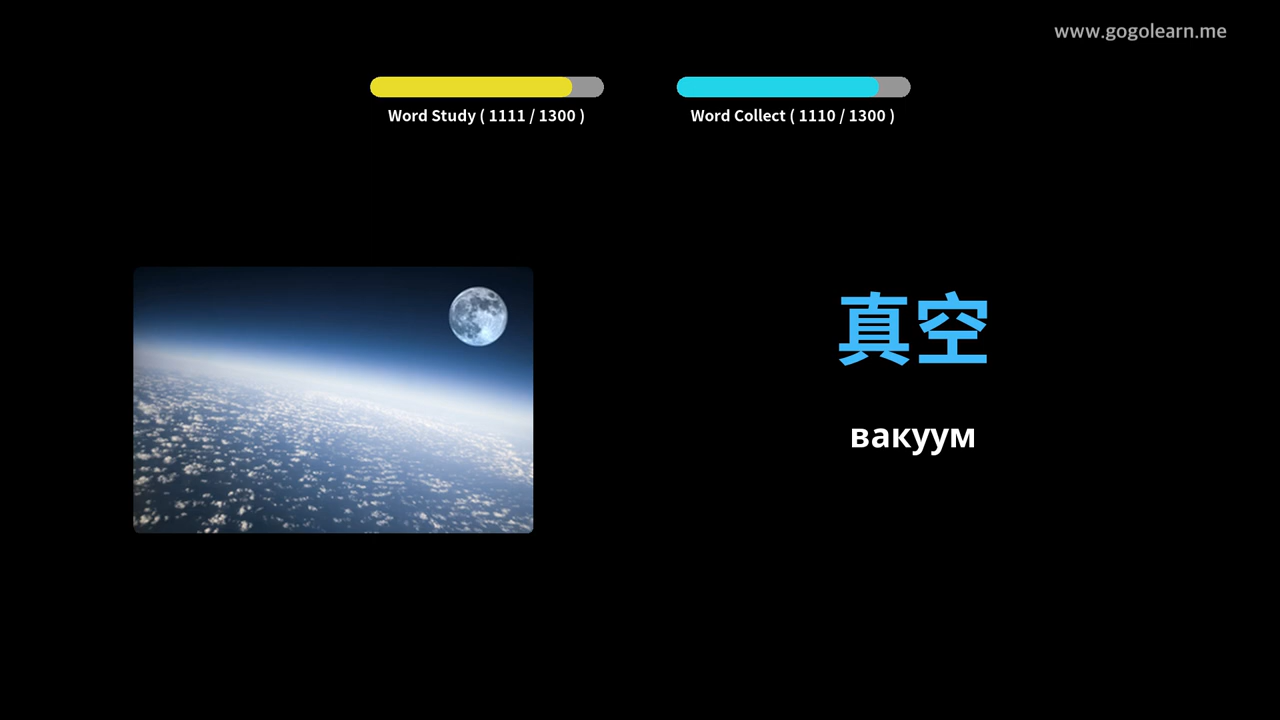 www.gogolearn.me
Word Study ( 1111 / 1300 )
Word Collect ( 1110 / 1300 )
真空
вакуум